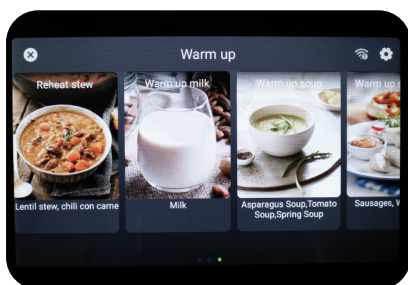 Warm up
Reheat stew
Warm up milk
Warm up soup
Warm up
Lentil stew, chili con carne
Milk
Asparagus Soup,Tomato
Soup,Spring Soup
Sausages,